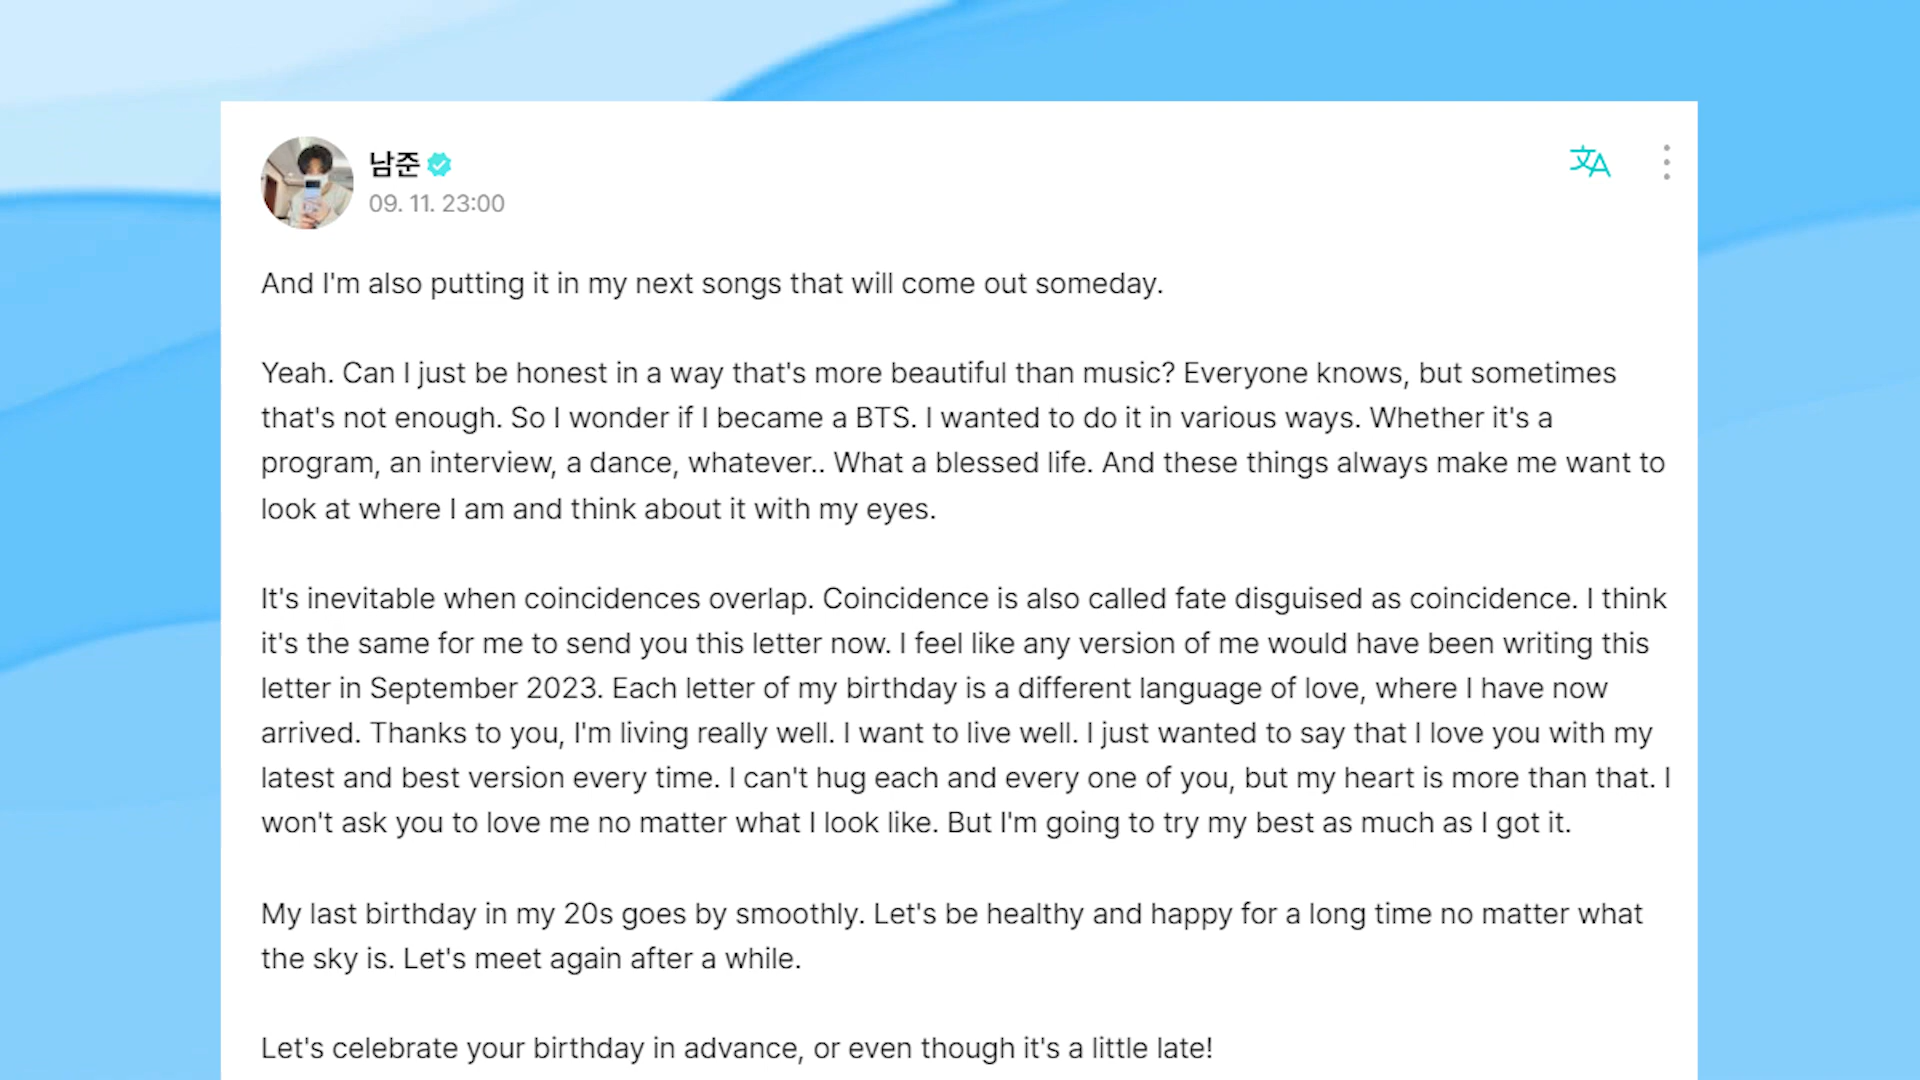 남준
09. 11. 23:00
And I'm also putting it in my next songs that will come out someday.
Yeah. Can I just be honest in a way that's more beautiful than music? Everyone knows, but sometimes
that's not enough. So I wonder if I became a BTS. I wanted to do it in various ways. Whether it's a
program, an interview, a dance, whatever.. What a blessed life. And these things always make me want to
look at where I am and think about it with my eyes.
It's inevitable when coincidences overlap. Coincidence is also called fate disguised as coincidence. I think
it's the same for me to send you this letter now. I feel like any version of me would have been writing this
letter in September 2023. Each letter of my birthday is a different language of love, where I have now
arrived. Thanks to you, I'm living really well. I want to live well. I just wanted to say that I love you with my
latest and best version every time. I can't hug each and every one of you, but my heart is more than that. I
won't ask you to love me no matter what I look like. But I'm going to try my best as much as I got it.
My last birthday in my 20s goes by smoothly. Let's be healthy and happy for a long time no matter what
the sky is. Let's meet again after a while.
Let's celebrate your birthday in advance, or even though it's a little late!